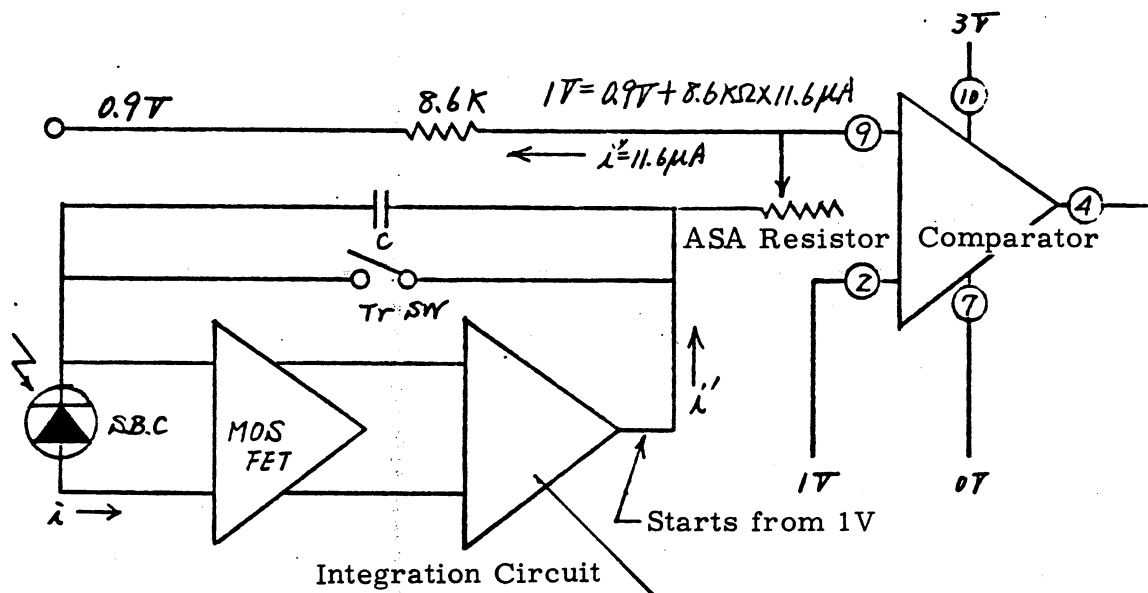 3V
0.9V
8.6K
1V=0.9V+8.6KΩX11.6μA
10
9
i"=11.6μA
C
ASA Resistor
Comparator
4
2
Tr SW
7
i'
S.B.C
MOS FET
1V
0V
i
Starts from 1V
Integration Circuit